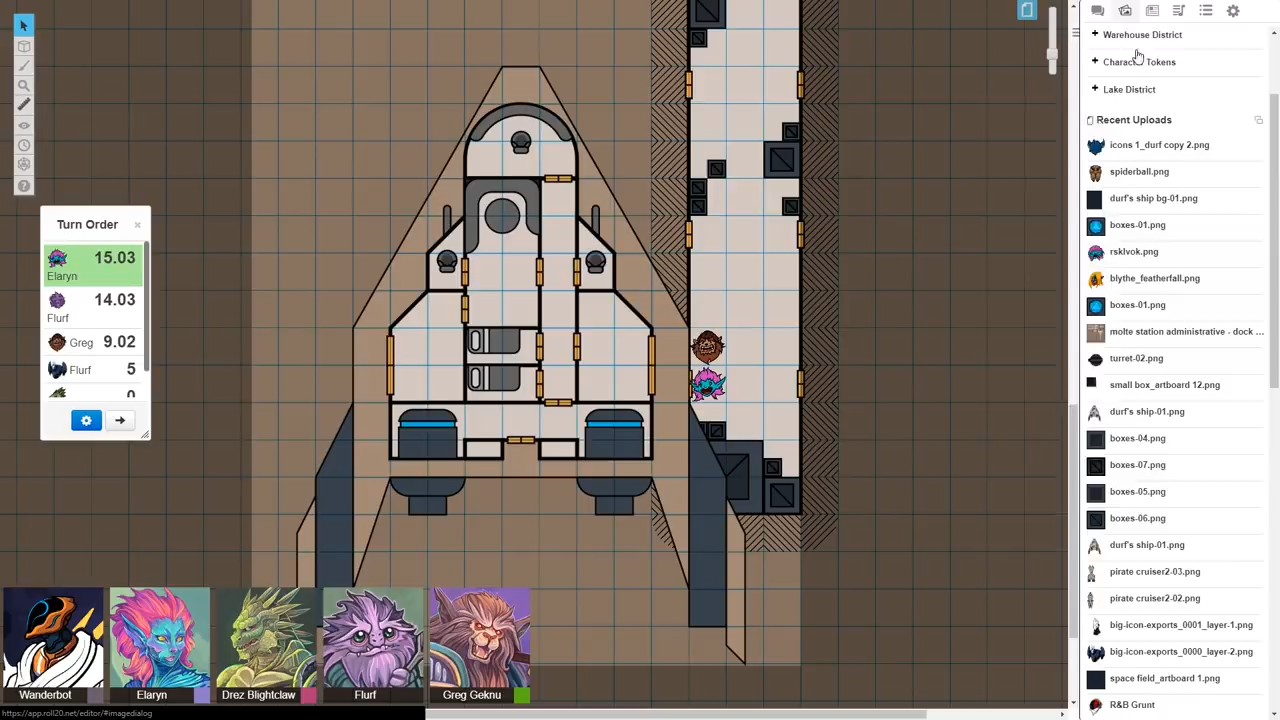 Turn Order
×
15.03
Elaryn
14.03
Flurf
Greg 9.02
Flurf 5
Wanderbot
Elaryn
Drez Blightclaw
Flurf
Greg Geknu
https://app.roll20.net/editor/#imagedialog
+ Warehouse District
+ Character Tokens
+ Lake District
Recent Uploads
icons 1_durf copy 2.png
spiderball.png
durf's ship bg-01.png
boxes-01.png
rsklvok.png
blythe_featherfall.png
boxes-01.png
molte station administrative - dock ...
turret-02.png
small box_artboard 12.png
durf's ship-01.png
boxes-04.png
boxes-07.png
boxes-05.png
boxes-06.png
durf's ship-01.png
pirate cruiser2-03.png
pirate cruiser2-02.png
big-icon-exports_0001_layer-1.png
big-icon-exports_0000_layer-2.png
space field_artboard 1.png